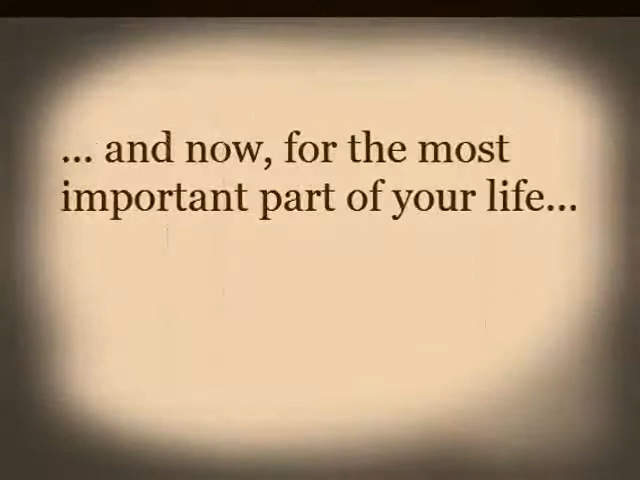 ... and now, for the most
important part of your life...